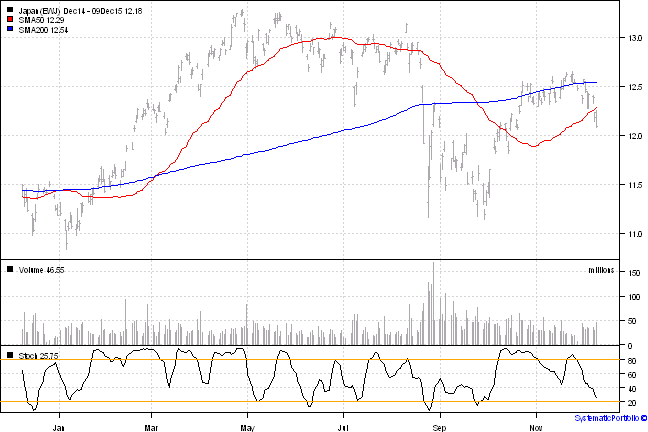 Japan (EWJ) Dec14 - 09Dec15 12.18
SMA50 12.29
SMA200 12.54
13.0
12.5
12.0
11.5
11.0
Volume 46.55
millions
150
100
50
0
Stoch 25.75
80
60
40
20
Jan Mar May Jul Sep Nov
SystematicPortfolio ©